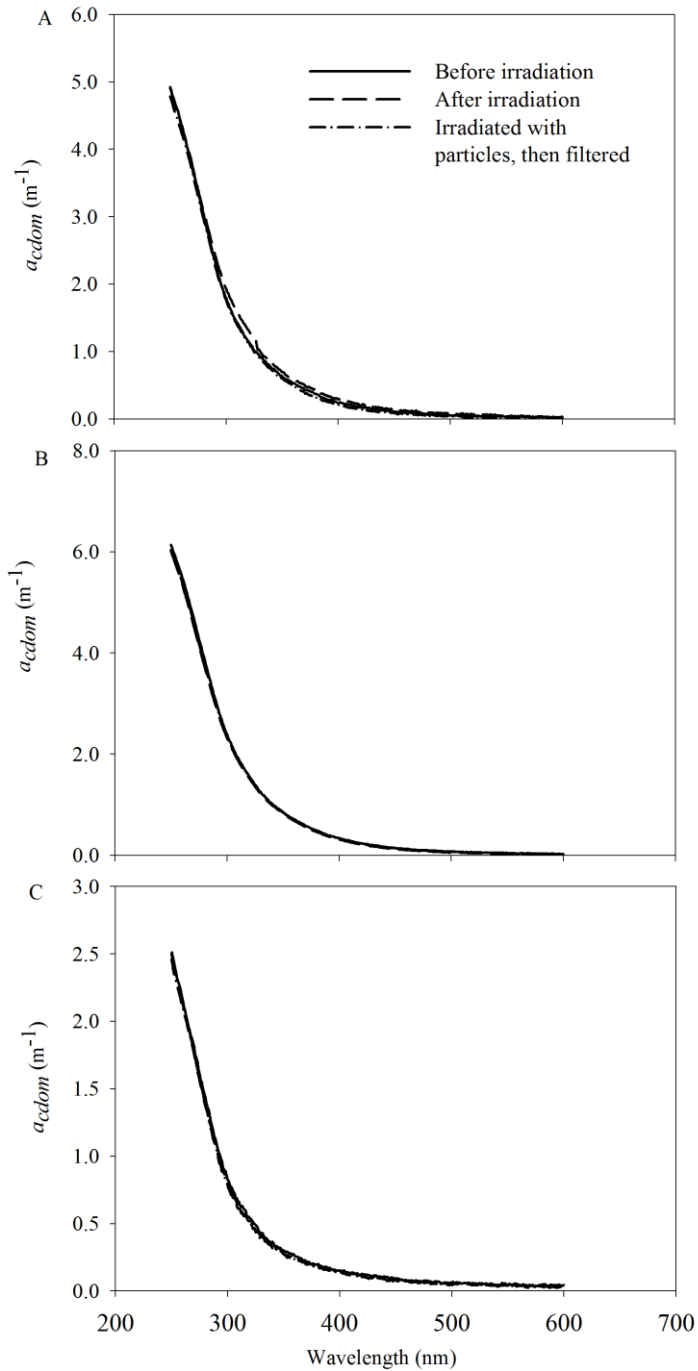 A
6.0
5.0
4.0
3.0
2.0
1.0
0.0
a_cdom (m⁻¹)
Before irradiation
After irradiation
Irradiated with
particles, then filtered
B
8.0
6.0
4.0
2.0
0.0
a_cdom (m⁻¹)
C
3.0
2.5
2.0
1.5
1.0
0.5
0.0
a_cdom (m⁻¹)
200 300 400 500 600 700
Wavelength (nm)